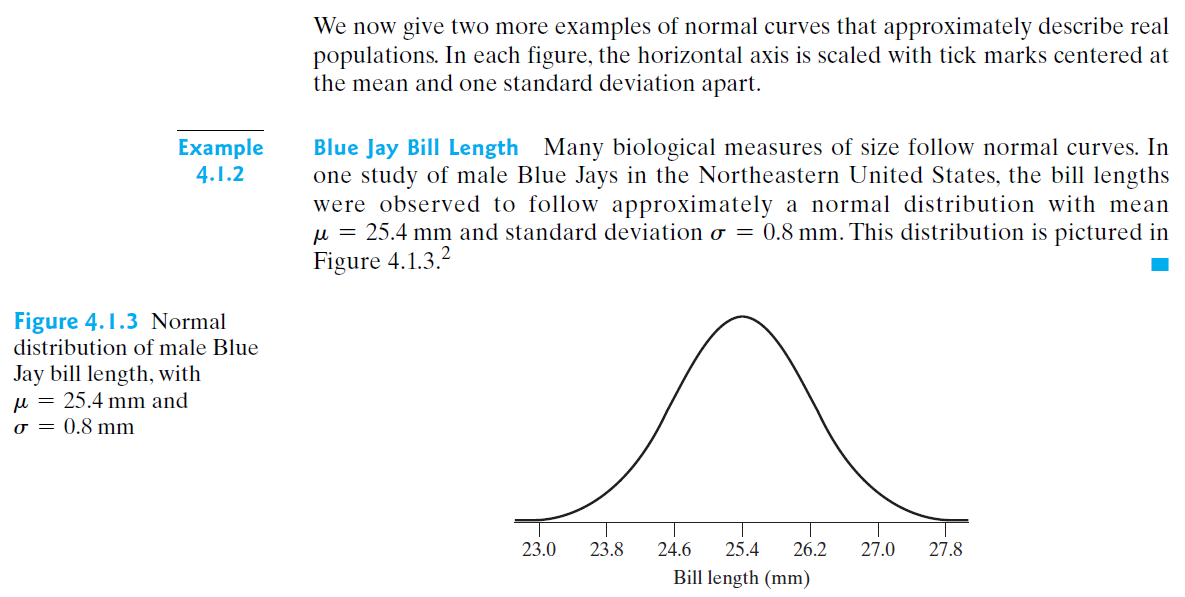 We now give two more examples of normal curves that approximately describe real
populations. In each figure, the horizontal axis is scaled with tick marks centered at
the mean and one standard deviation apart.
Example
4.1.2
Blue Jay Bill Length Many biological measures of size follow normal curves. In
one study of male Blue Jays in the Northeastern United States, the bill lengths
were observed to follow approximately a normal distribution with mean
μ = 25.4 mm and standard deviation σ = 0.8 mm. This distribution is pictured in
Figure 4.1.3.²
Figure 4.1.3 Normal
distribution of male Blue
Jay bill length, with
μ = 25.4 mm and
σ = 0.8 mm
23.0 23.8 24.6 25.4 26.2 27.0 27.8
Bill length (mm)